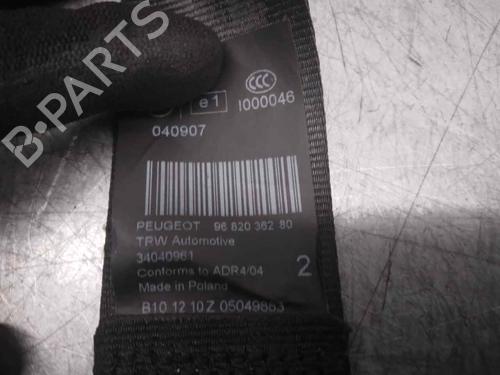 CCC
e1 I000046
040907
PEUGEOT 96 820 362 80
TRW Automotive
34040961
Conforms to ADR4/04
Made in Poland
2
B10 12 10Z 05049883
B-PARTS